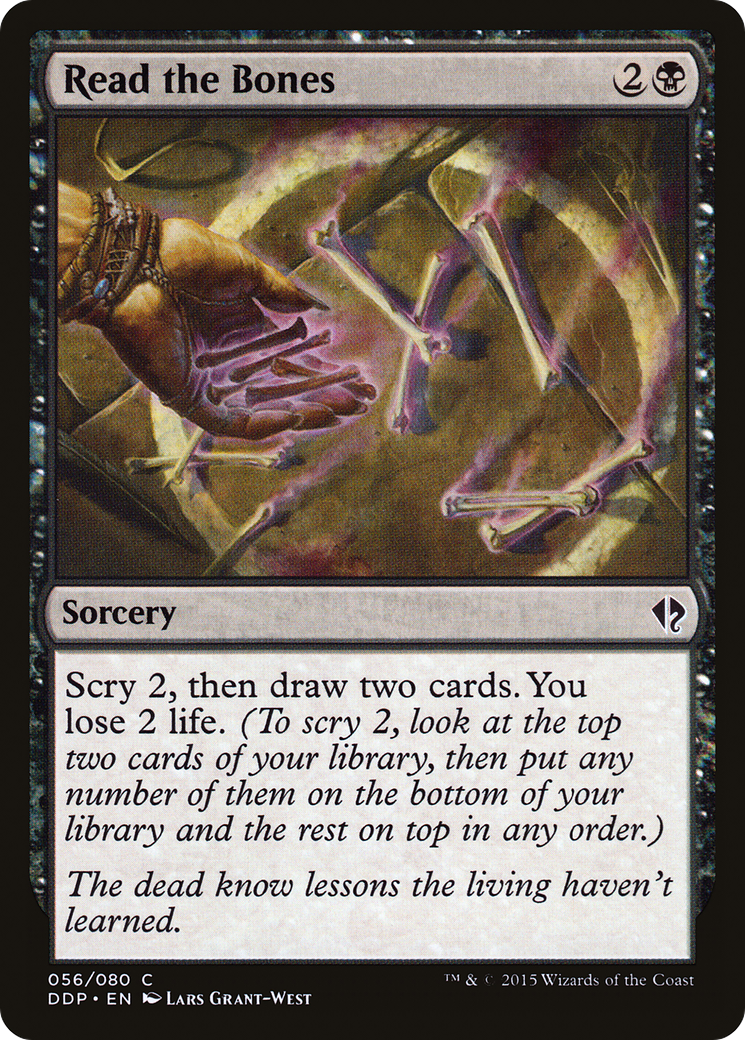 Read the Bones 2
Sorcery
Scry 2, then draw two cards. You
lose 2 life. (To scry 2, look at the top
two cards of your library, then put any
number of them on the bottom of your
library and the rest on top in any order.)
The dead know lessons the living haven't
learned.
056/080 C
DDP • EN Lars Grant-West
™ & © 2015 Wizards of the Coast